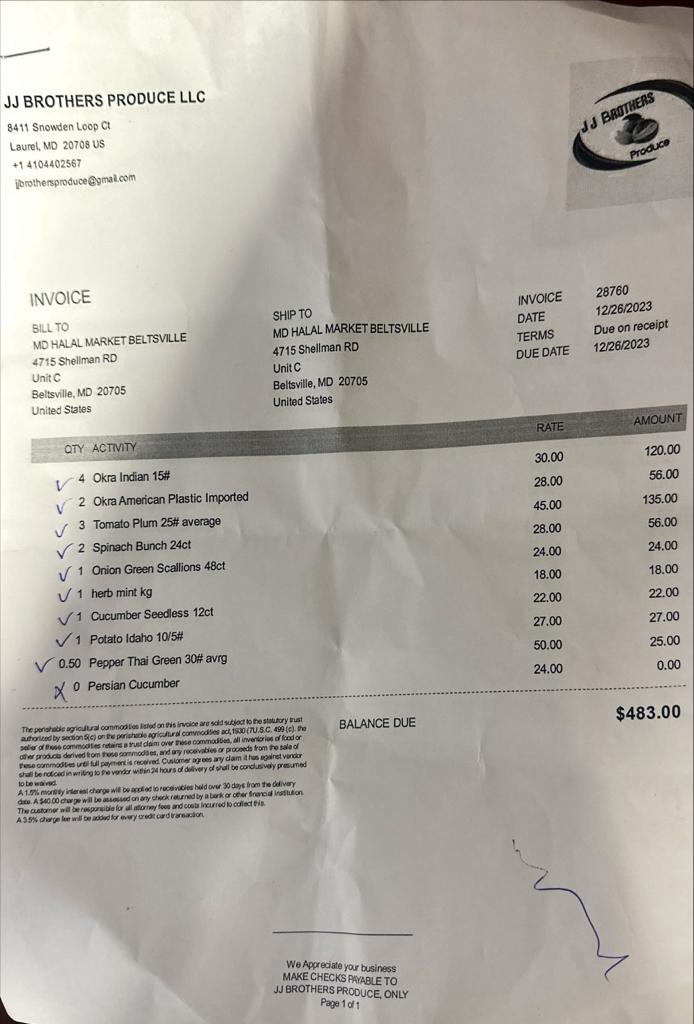 JJ BROTHERS PRODUCE LLC
8411 Snowden Loop Ct
Laurel, MD 20708 US
+1 4104402567
jjbrothersproduce@gmail.com
JJ BROTHERS
Produce
INVOICE
BILL TO
MD HALAL MARKET BELTSVILLE
4715 Shellman RD
Unit C
Beltsville, MD 20705
United States
SHIP TO
MD HALAL MARKET BELTSVILLE
4715 Shellman RD
Unit C
Beltsville, MD 20705
United States
INVOICE 28760
DATE 12/26/2023
TERMS Due on receipt
DUE DATE 12/26/2023
QTY ACTIVITY RATE AMOUNT
4 Okra Indian 15# 30.00 120.00
2 Okra American Plastic Imported 28.00 56.00
3 Tomato Plum 25# average 45.00 135.00
2 Spinach Bunch 24ct 28.00 56.00
1 Onion Green Scallions 48ct 24.00 24.00
1 herb mint kg 18.00 18.00
1 Cucumber Seedless 12ct 22.00 22.00
1 Potato Idaho 10/5# 27.00 27.00
0.50 Pepper Thai Green 30# avrg 50.00 25.00
0 Persian Cucumber 24.00 0.00
The perishable agricultural commodities listed on this invoice are sold subject to the statutory trust
authorized by section 5(c) on the perishable agricultural commodities act,1930 (7U.S.C. 499 (c). the
seller of these commodities retains a trust claim over these commodities, all inventories of food or
other products derived from these commodities, and any receivables or proceeds from the sale of
these commodities until full payment is received. Customer agrees any claim it has against vendor
shall be noticed in writing to the vendor within 24 hours of delivery of shall be conclusively presumed
to be waived.
A 1.5% monthly interest charge will be applied to receivables held over 30 days from the delivery
date. A $40.00 charge will be assessed on any check returned by a bank or other financial institution.
The customer will be responsible for all attorney fees and costs incurred to collect this.
A 3.5% charge fee will be added for every credit card transaction.
BALANCE DUE $483.00
We Appreciate your business
MAKE CHECKS PAYABLE TO
JJ BROTHERS PRODUCE, ONLY
Page 1 of 1